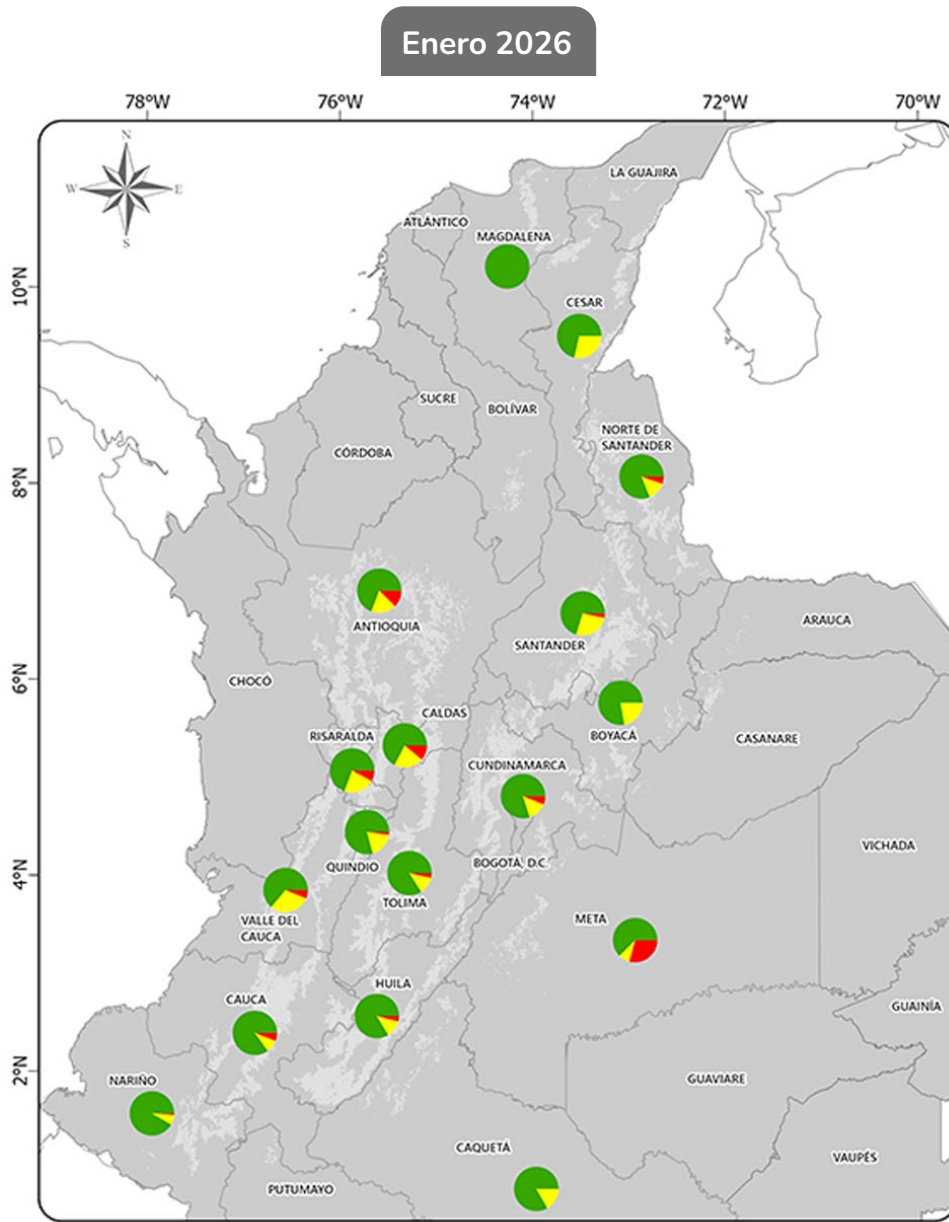 Enero 2026
78°W
76°W
74°W
72°W
70°W
N
W
E
S
LA GUAJIRA
ATLÁNTICO
MAGDALENA
10°N
CESAR
SUCRE
BOLÍVAR
NORTE DE
SANTANDER
CÓRDOBA
8°N
ANTIOQUIA
SANTANDER
ARAUCA
6°N
CHOCÓ
CALDAS
RISARALDA
BOYACÁ
CASANARE
CUNDINAMARCA
VICHADA
4°N
QUINDIO
BOGOTÁ, D.C.
TOLIMA
VALLE DEL
CAUCA
META
HUILA
CAUCA
GUAINÍA
2°N
NARIÑO
GUAVIARE
CAQUETÁ
VAUPÉS
PUTUMAYO